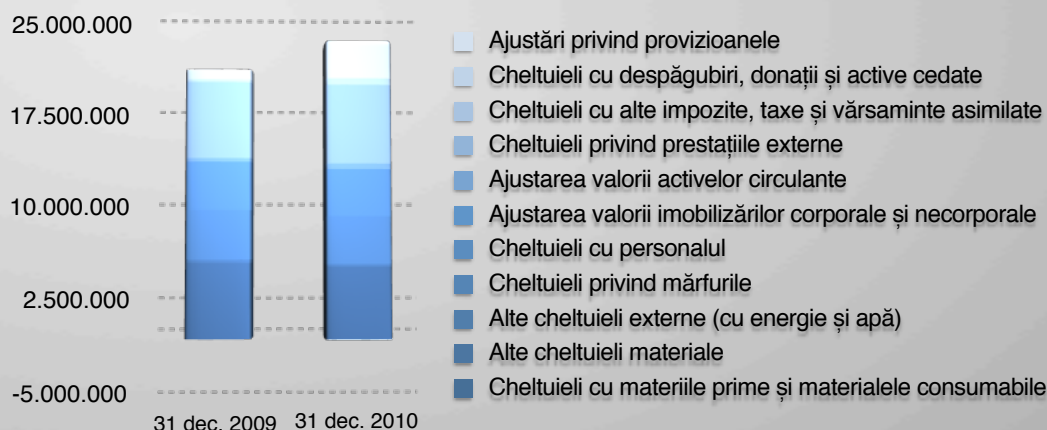 25.000.000
17.500.000
10.000.000
2.500.000
-5.000.000
31 dec. 2009
31 dec. 2010
Ajustări privind provizioanele
Cheltuieli cu despăgubiri, donații și active cedate
Cheltuieli cu alte impozite, taxe și vărsaminte asimilate
Cheltuieli privind prestațiile externe
Ajustarea valorii activelor circulante
Ajustarea valorii imobilizărilor corporale și necorporale
Cheltuieli cu personalul
Cheltuieli privind mărfurile
Alte cheltuieli externe (cu energie și apă)
Alte cheltuieli materiale
Cheltuieli cu materiile prime și materialele consumabile